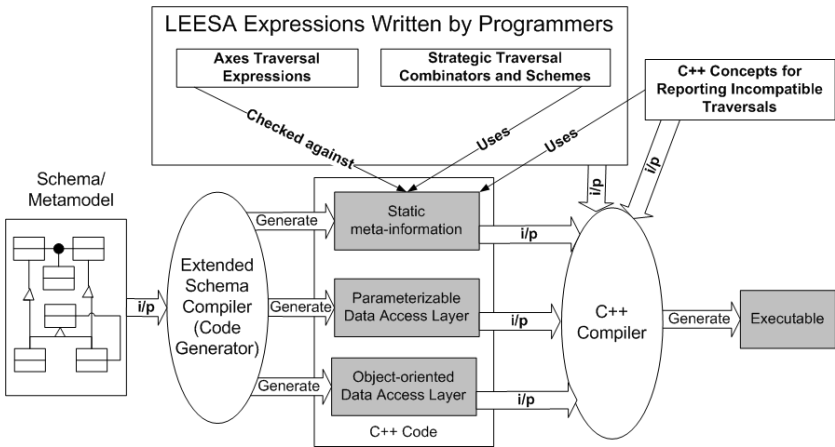 LEESA Expressions Written by Programmers
Axes Traversal
Expressions
Strategic Traversal
Combinators and Schemes
C++ Concepts for
Reporting Incompatible
Traversals
Checked against
Uses
Uses
i/p
i/p
Schema/
Metamodel
i/p
Extended
Schema
Compiler
(Code
Generator)
Generate
Static
meta-information
i/p
Generate
Parameterizable
Data Access Layer
i/p
Generate
Object-oriented
Data Access Layer
i/p
C++ Code
C++
Compiler
Generate
Executable